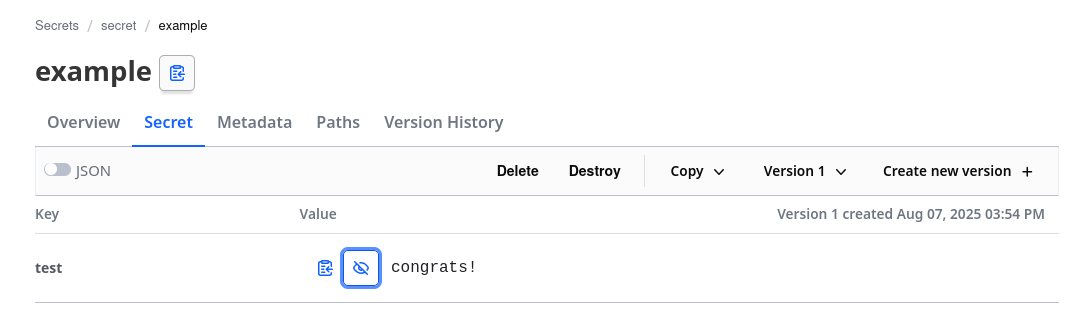 Secrets / secret / example
example
Overview Secret Metadata Paths Version History
JSON Delete Destroy Copy Version 1 Create new version +
Key Value Version 1 created Aug 07, 2025 03:54 PM
test congrats!